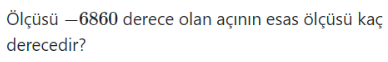 Ölçüsü −6860 derece olan açının esas ölçüsü kaç
derecedir?